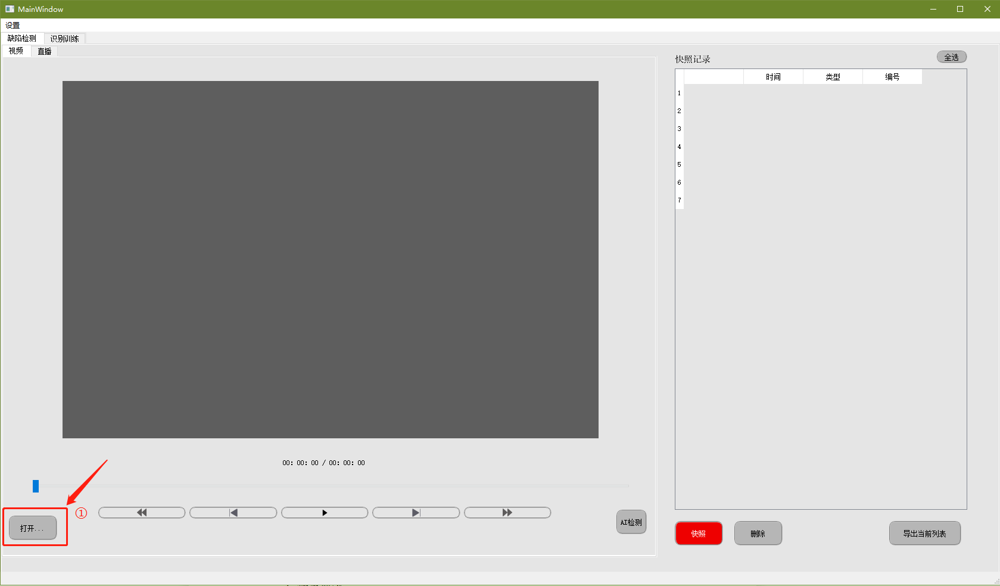 MainWindow
设置
缺陷检测 识别训练
视频 直播
快照记录 全选
时间 类型 编号
1
2
3
4
5
6
7
00:00:00 / 00:00:00
①
打开...
AI检测
快照 删除 导出当前列表